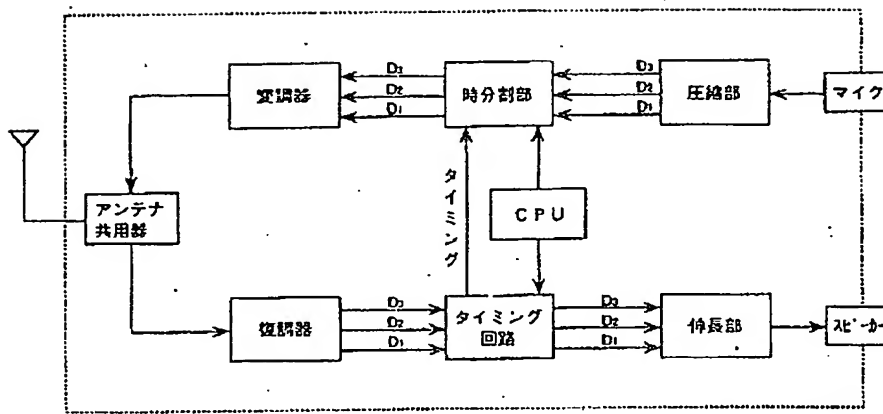 D3
D3
変調器
D2
時分割部
D2
圧縮部
マイク
D1
D1
タイミング
CPU
アンテナ
共用器
D3
D3
復調器
D2
タイミング
回路
D2
伸長部
スピーカー
D1
D1